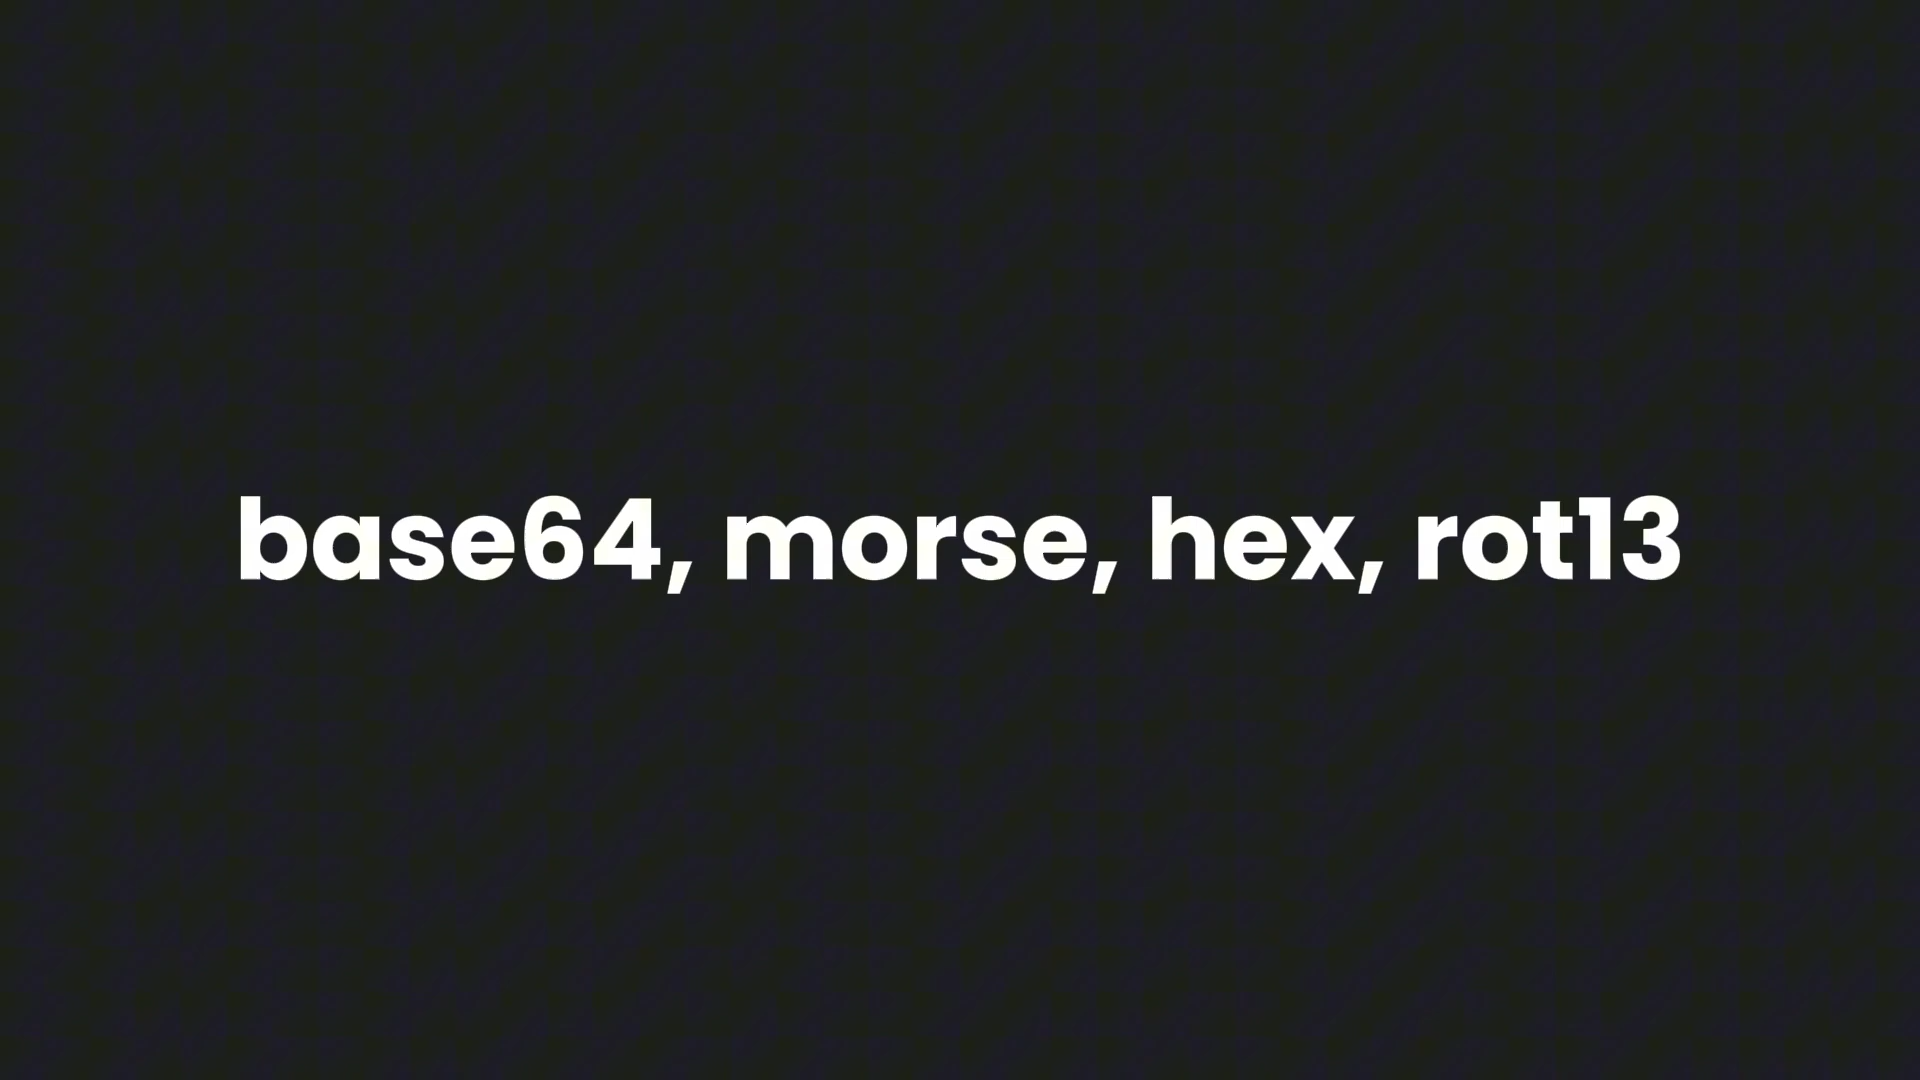 base64, morse, hex, rot13